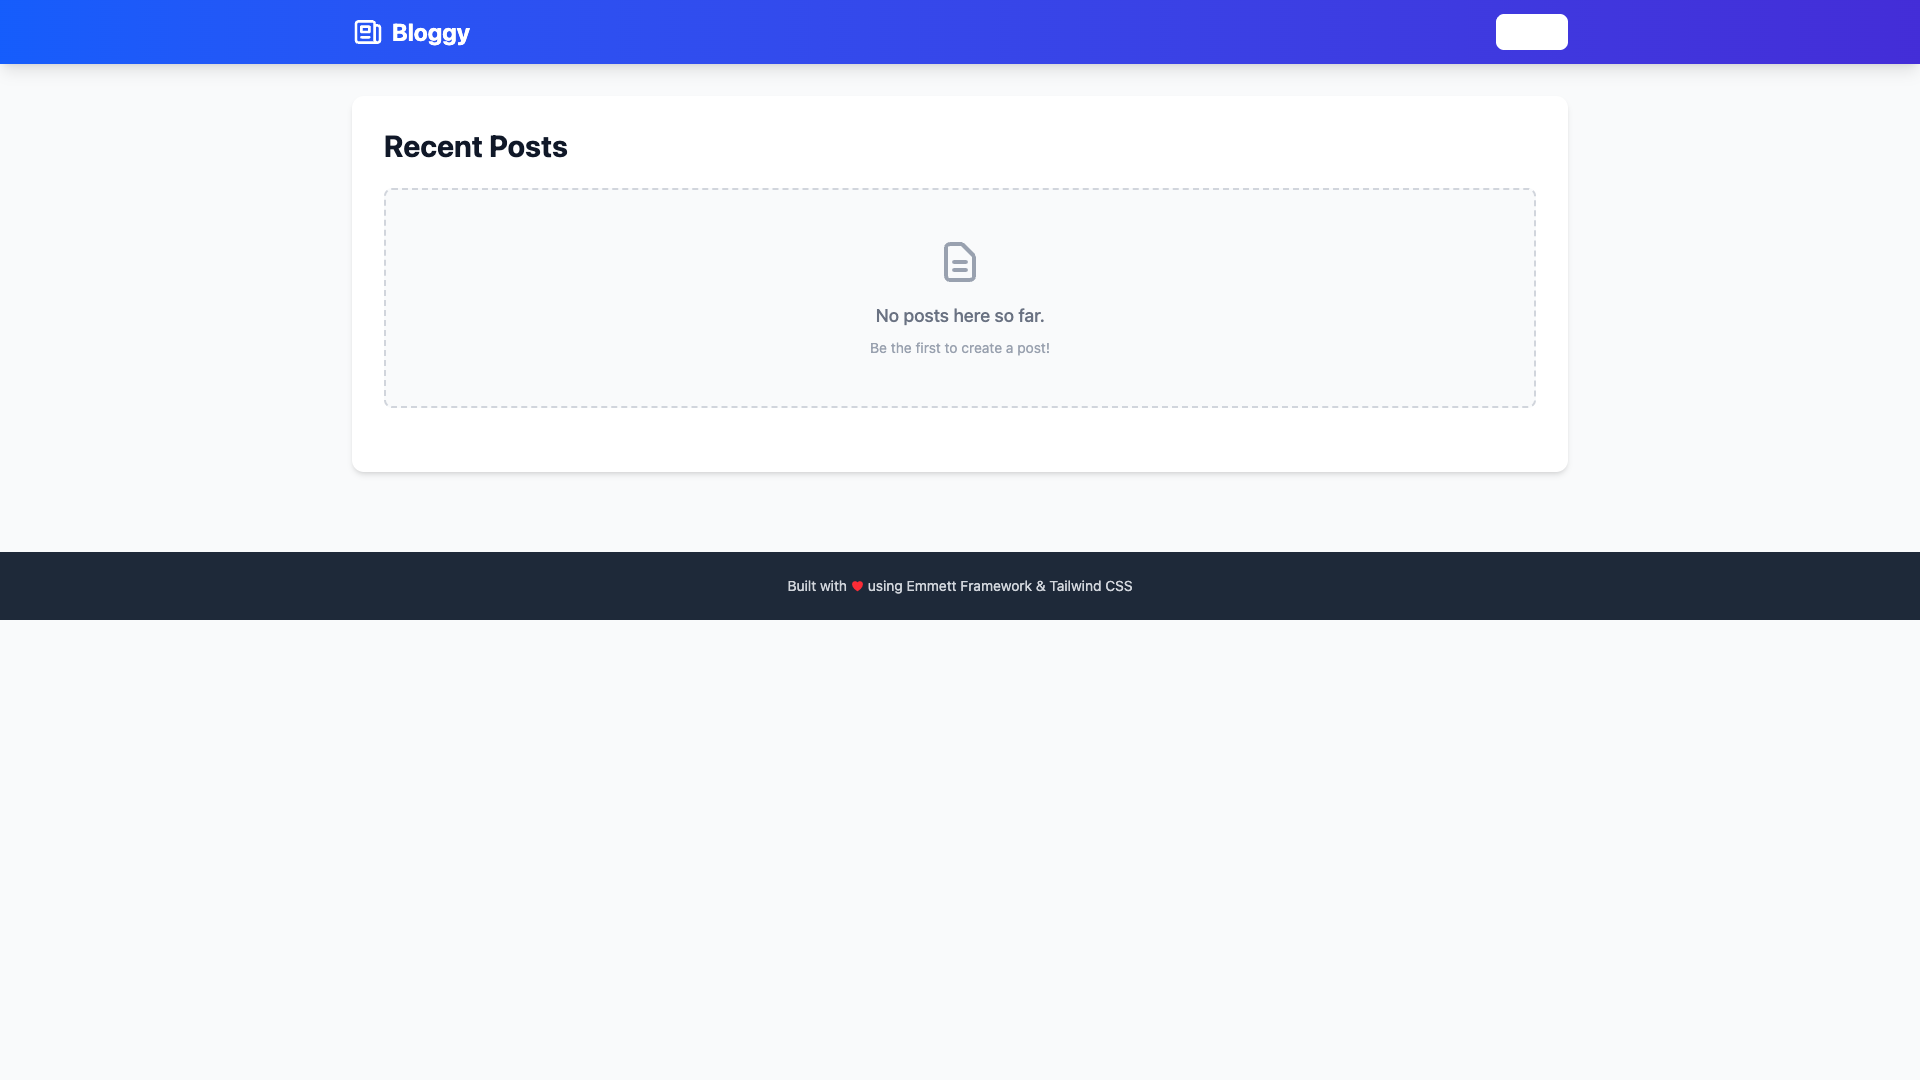 Bloggy
Recent Posts
No posts here so far.
Be the first to create a post!
Built with ❤ using Emmett Framework & Tailwind CSS